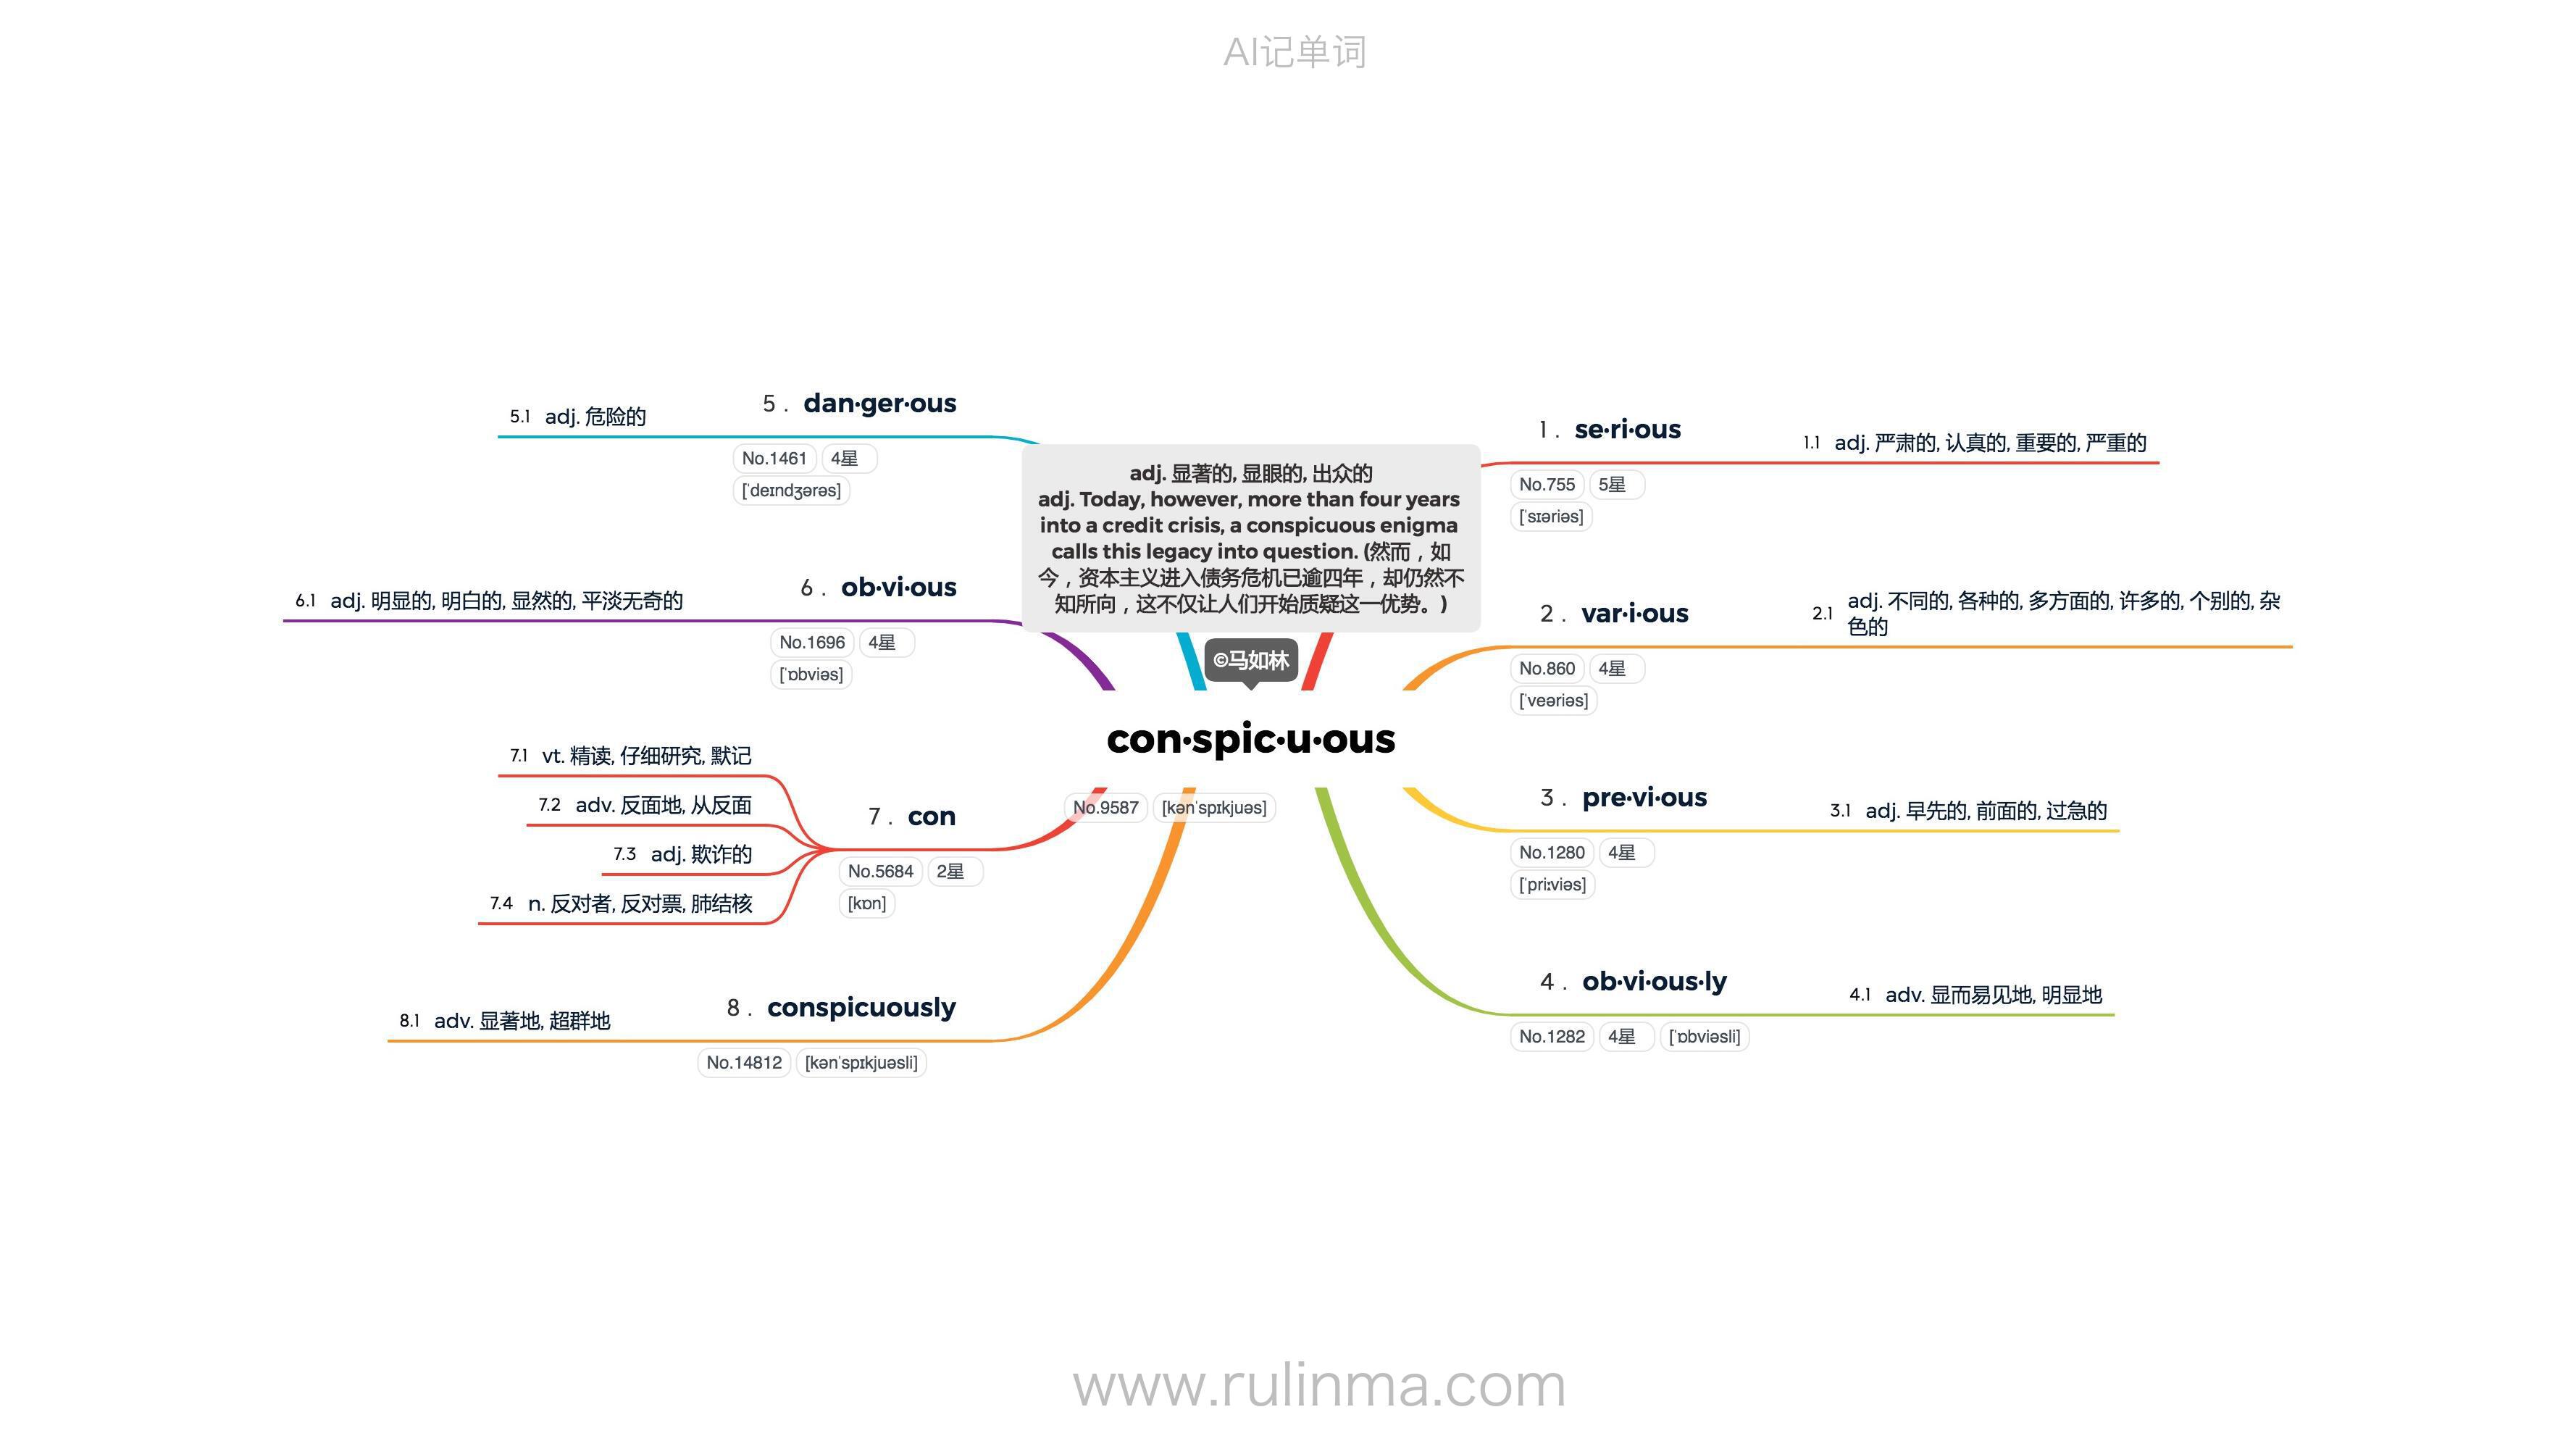 AI记单词
adj. 显著的, 显眼的, 出众的
adj. Today, however, more than four years
into a credit crisis, a conspicuous enigma
calls this legacy into question. (然而，如
今，资本主义进入债务危机已逾四年，却仍然不
知所向，这不仅让人们开始质疑这一优势。)
©马如林
con·spic·u·ous
No.9587 [kən'spɪkjuəs]
1 . se·ri·ous
No.755 5星
['sɪəriəs]
1.1 adj. 严肃的, 认真的, 重要的, 严重的
2 . var·i·ous
No.860 4星
['veəriəs]
2.1 adj. 不同的, 各种的, 多方面的, 许多的, 个别的, 杂
色的
3 . pre·vi·ous
No.1280 4星
['priːviəs]
3.1 adj. 早先的, 前面的, 过急的
4 . ob·vi·ous·ly
No.1282 4星 ['ɒbviəsli]
4.1 adv. 显而易见地, 明显地
5 . dan·ger·ous
No.1461 4星
['deɪndʒərəs]
5.1 adj. 危险的
6 . ob·vi·ous
No.1696 4星
['ɒbviəs]
6.1 adj. 明显的, 明白的, 显然的, 平淡无奇的
7 . con
No.5684 2星
[kɒn]
7.1 vt. 精读, 仔细研究, 默记
7.2 adv. 反面地, 从反面
7.3 adj. 欺诈的
7.4 n. 反对者, 反对票, 肺结核
8 . conspicuously
No.14812 [kən'spɪkjuəsli]
8.1 adv. 显著地, 超群地
www.rulinma.com